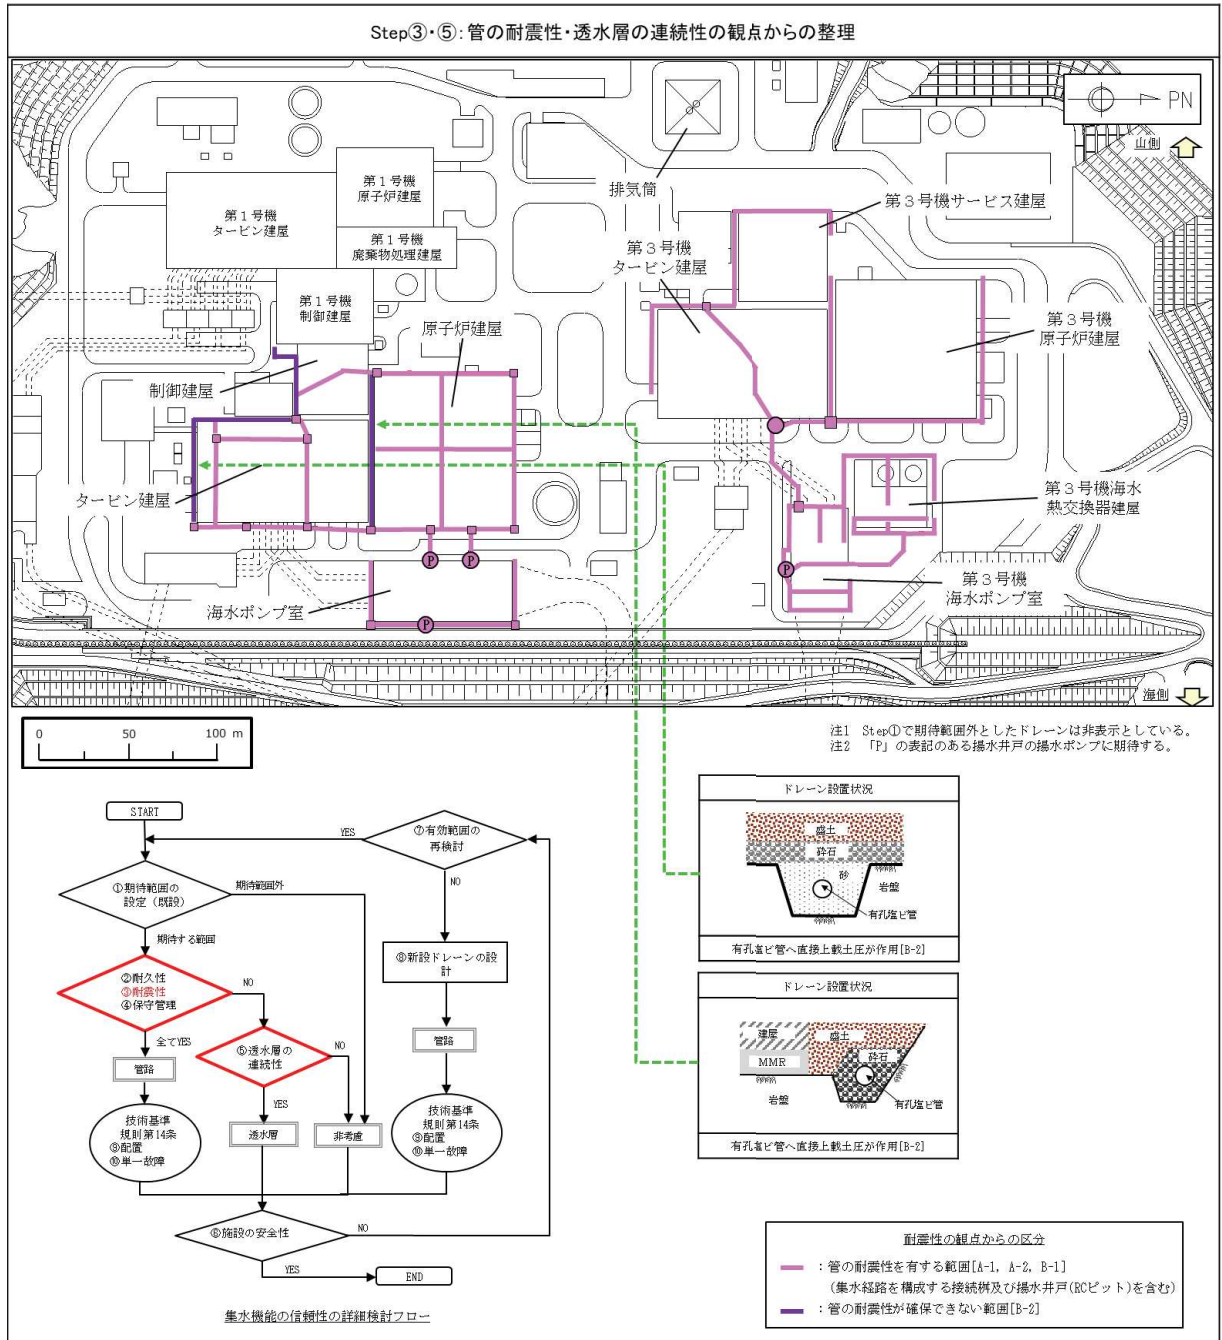 Step③・⑤：管の耐震性・透水層の連続性の観点からの整理
PN
山側
排気筒
第１号機
原子炉建屋
第１号機
タービン建屋
第１号機
廃棄物処理建屋
第１号機
制御建屋
原子炉建屋
制御建屋
タービン建屋
海水ポンプ室
第３号機サービス建屋
第３号機
タービン建屋
第３号機
原子炉建屋
第３号機海水
熱交換器建屋
第３号機
海水ポンプ室
P
P
P
P
海側
0 50 100 m
注1 Step①で期待範囲外としたドレーンは非表示としている。
注2 「P」の表記のある揚水井戸の揚水ポンプに期待する。
START
①期待範囲の
設定（既設）
期待範囲外
期待する範囲
②耐久性
③耐震性
④保守管理
NO
全てYES
管路
技術基準
規則第14条
⑨配置
⑩単一故障
⑤透水層の
連続性
NO
YES
透水層
非考慮
⑦有効範囲の
再検討
YES
NO
⑧新設ドレーンの設
計
管路
技術基準
規則第14条
⑨配置
⑩単一故障
⑥施設の安全性
NO
YES
END
集水機能の信頼性の詳細検討フロー
ドレーン設置状況
盛土
砕石
砂
岩盤
有孔塩ビ管
有孔塩ビ管へ直接上載土圧が作用[B-2]
ドレーン設置状況
建屋
盛土
MMR
砕石
岩盤
有孔塩ビ管
有孔塩ビ管へ直接上載土圧が作用[B-2]
耐震性の観点からの区分
：管の耐震性を有する範囲[A-1, A-2, B-1]
（集水経路を構成する接続桝及び揚水井戸(RCピット)を含む）
：管の耐震性が確保できない範囲[B-2]